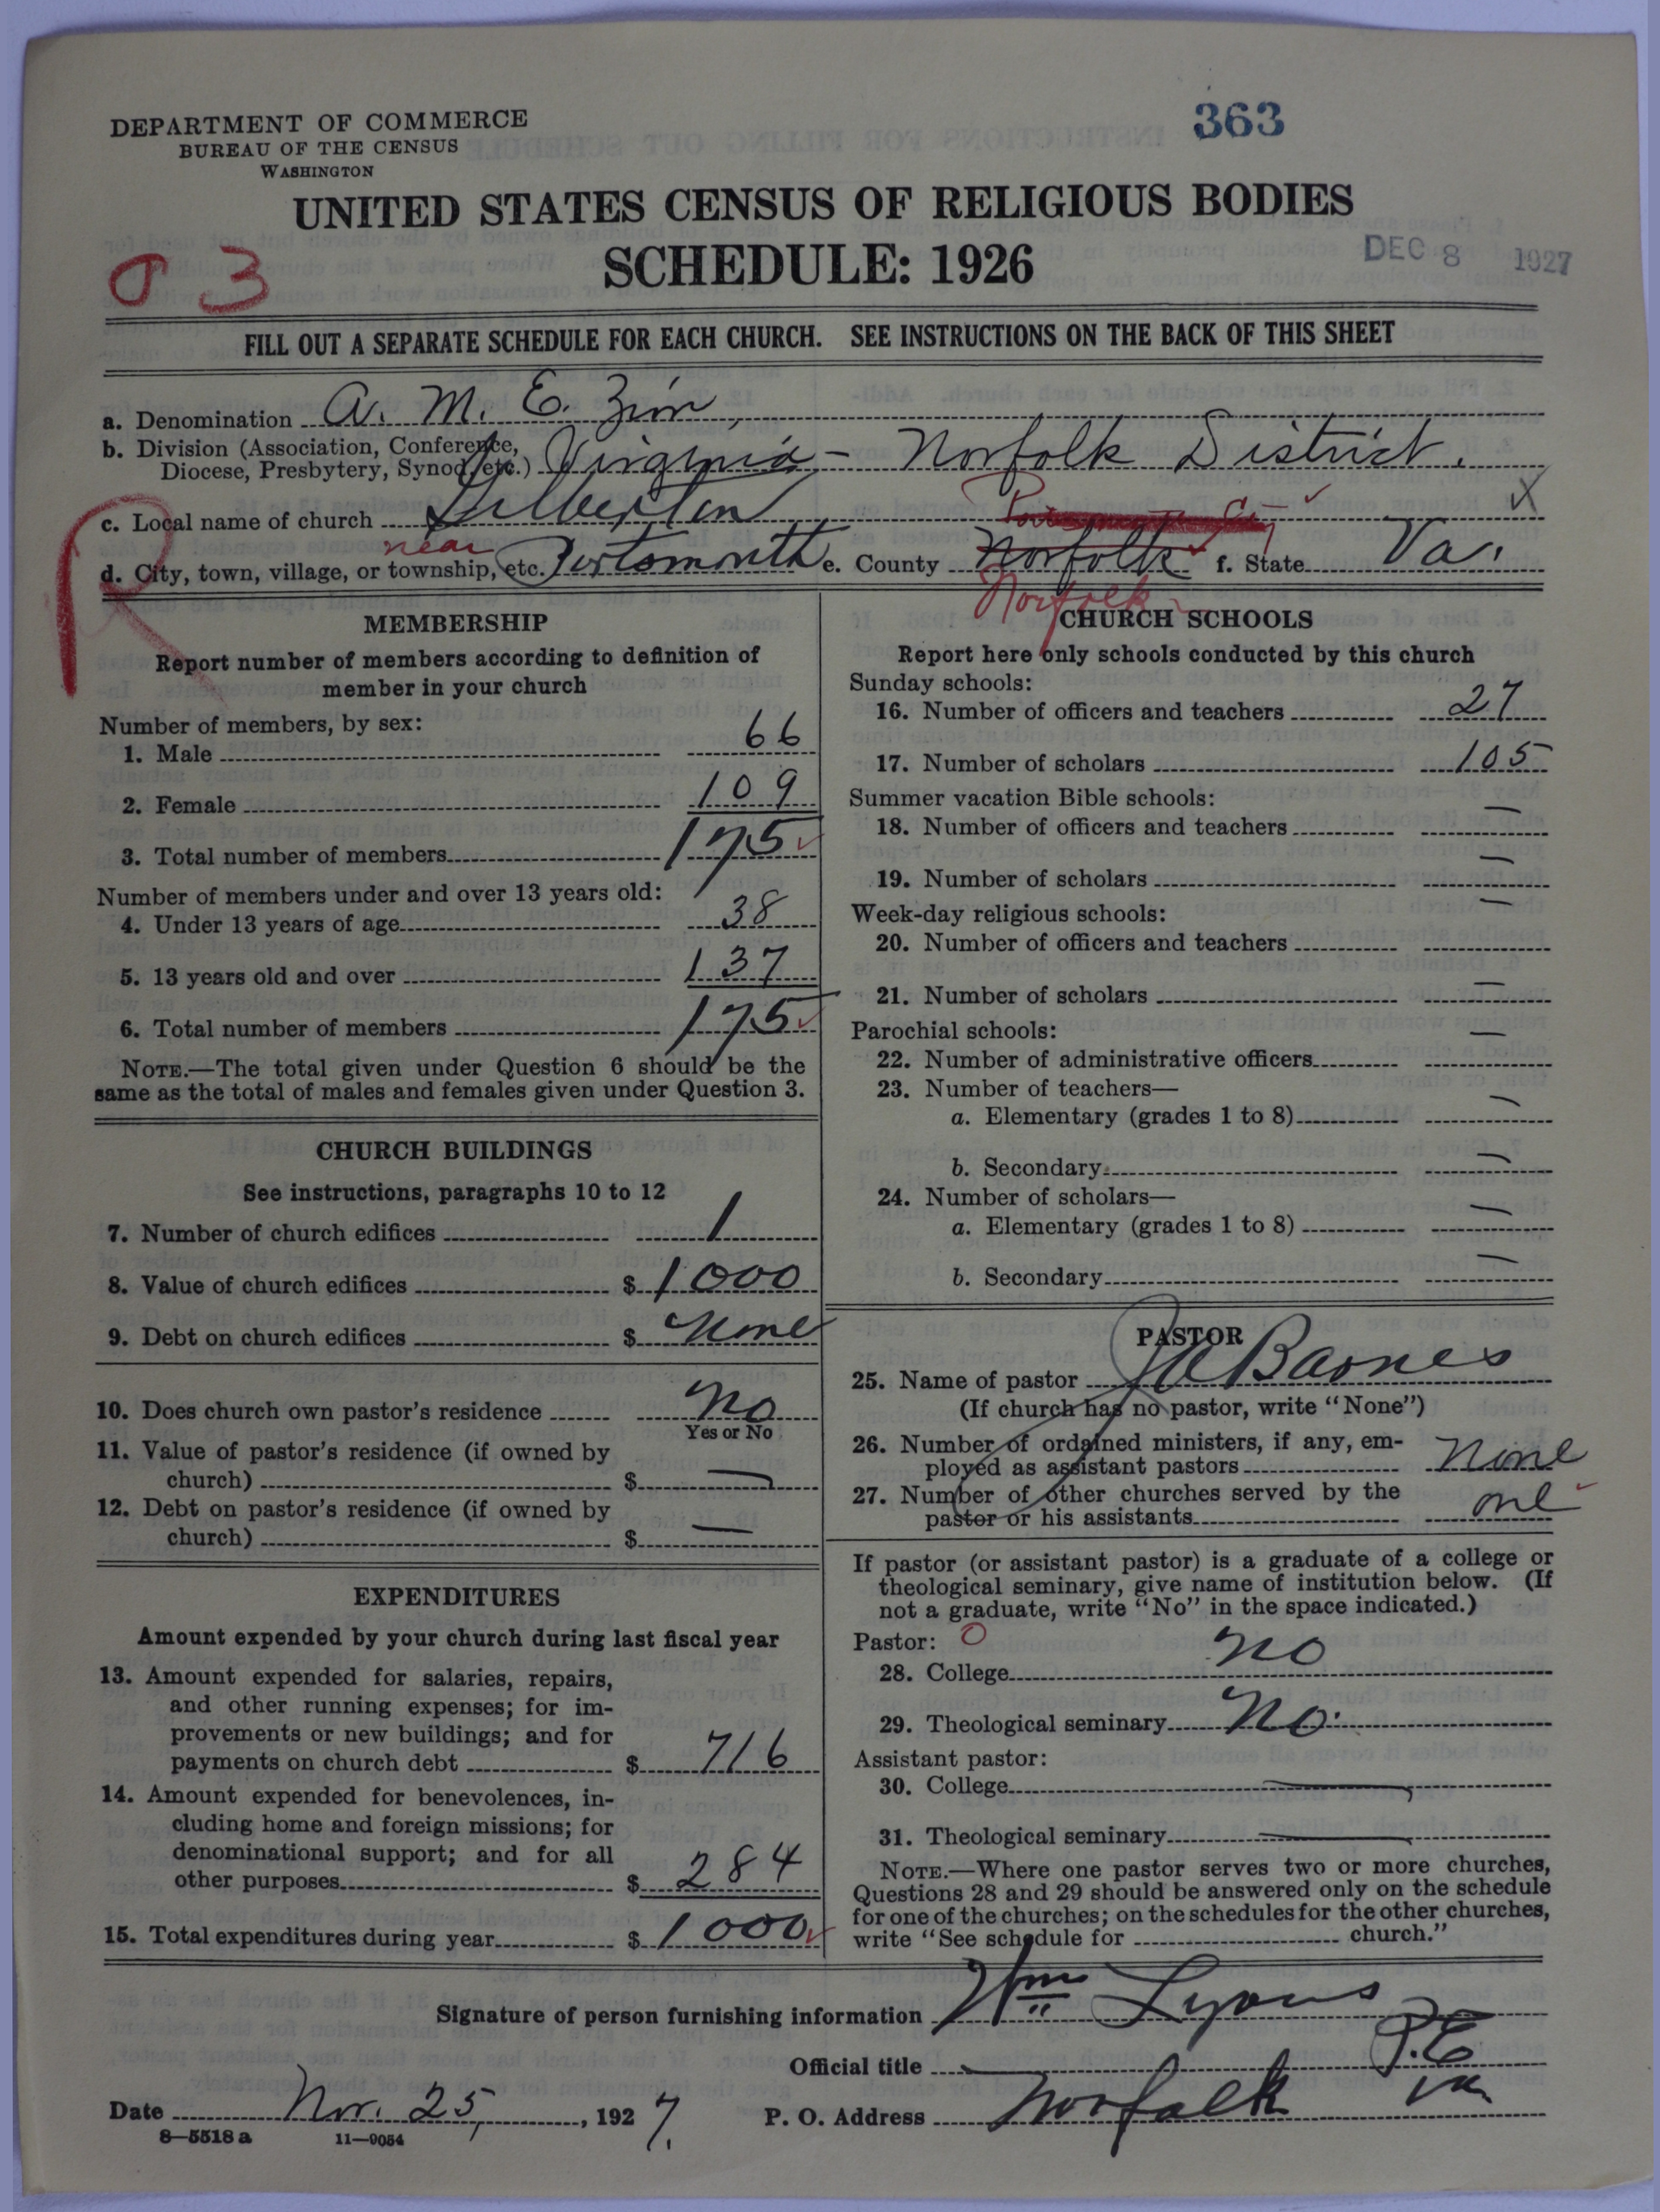 363
DEPARTMENT OF COMMERCE
BUREAU OF THE CENSUS
WASHINGTON
UNITED STATES CENSUS OF RELIGIOUS BODIES
SCHEDULE: 1926
DEC 8 1927
3
FILL OUT A SEPARATE SCHEDULE FOR EACH CHURCH. SEE INSTRUCTIONS ON THE BACK OF THIS SHEET
a. Denomination A. M. E. Zion
b. Division (Association, Conference,
Diocese, Presbytery, Synod, etc.) Virginia - Norfolk District.
c. Local name of church X
near
d. City, town, village, or township, etc. Portsmouth e. County Norfolk f. State Va.
Norfolk
R
MEMBERSHIP
Report number of members according to definition of
member in your church
Number of members, by sex:
1. Male 66
2. Female 109
3. Total number of members 175
Number of members under and over 13 years old:
4. Under 13 years of age 38
5. 13 years old and over 137
6. Total number of members 175
NOTE.—The total given under Question 6 should be the
same as the total of males and females given under Question 3.
CHURCH BUILDINGS
See instructions, paragraphs 10 to 12
7. Number of church edifices 1
8. Value of church edifices $ 1000
9. Debt on church edifices $ None
10. Does church own pastor's residence No
Yes or No
11. Value of pastor's residence (if owned by
church) $ —
12. Debt on pastor's residence (if owned by
church) $ —
EXPENDITURES
Amount expended by your church during last fiscal year
13. Amount expended for salaries, repairs,
and other running expenses; for im-
provements or new buildings; and for
payments on church debt $ 716
14. Amount expended for benevolences, in-
cluding home and foreign missions; for
denominational support; and for all
other purposes $ 284
15. Total expenditures during year $ 1000
CHURCH SCHOOLS
Report here only schools conducted by this church
Sunday schools:
16. Number of officers and teachers 27
17. Number of scholars 105
Summer vacation Bible schools:
18. Number of officers and teachers —
19. Number of scholars —
Week-day religious schools:
20. Number of officers and teachers —
21. Number of scholars —
Parochial schools:
22. Number of administrative officers —
23. Number of teachers—
a. Elementary (grades 1 to 8) —
b. Secondary —
24. Number of scholars—
a. Elementary (grades 1 to 8) —
b. Secondary —
PASTOR
25. Name of pastor Barnes
(If church has no pastor, write "None")
26. Number of ordained ministers, if any, em-
ployed as assistant pastors None
27. Number of other churches served by the
pastor or his assistants one
If pastor (or assistant pastor) is a graduate of a college or
theological seminary, give name of institution below. (If
not a graduate, write "No" in the space indicated.)
Pastor: O
28. College no
29. Theological seminary No.
Assistant pastor:
30. College —
31. Theological seminary —
NOTE.—Where one pastor serves two or more churches,
Questions 28 and 29 should be answered only on the schedule
for one of the churches; on the schedules for the other churches,
write "See schedule for church."
Signature of person furnishing information Wm Lyons
Official title P.E
Date Nov. 25, 1927. P. O. Address Norfolk Va
8—5518 a 11—9054